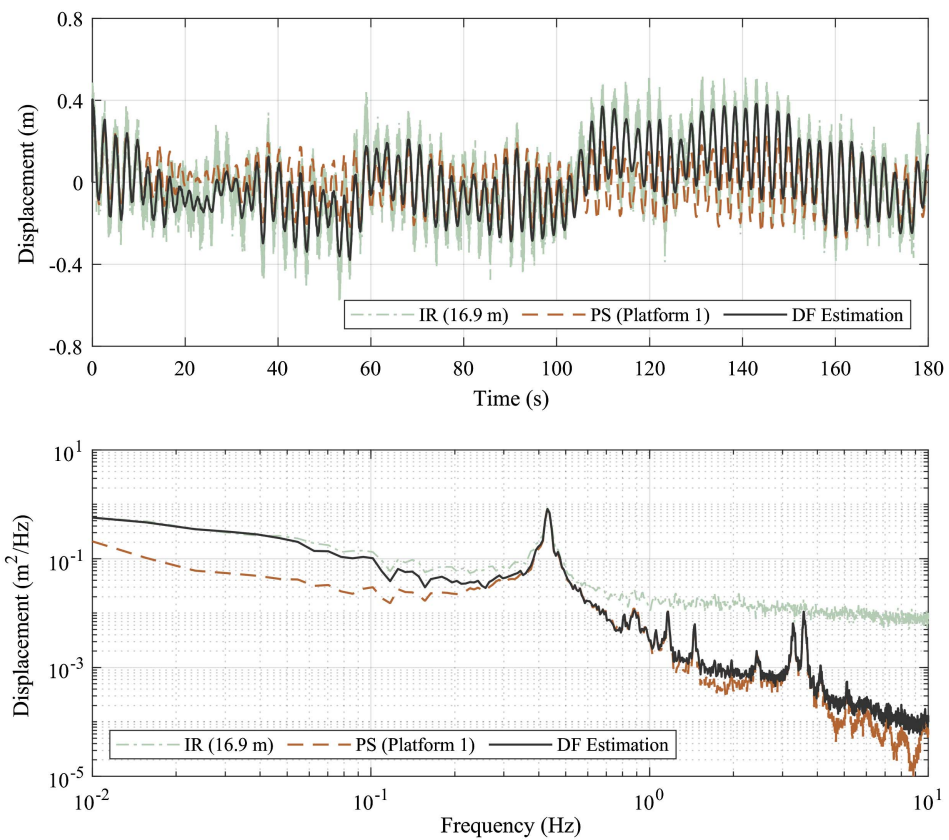 0.8
0.4
0
-0.4
-0.8
Displacement (m)
IR (16.9 m) PS (Platform 1) DF Estimation
0 20 40 60 80 100 120 140 160 180
Time (s)
10^1
10^-1
10^-3
10^-5
Displacement (m^2/Hz)
IR (16.9 m) PS (Platform 1) DF Estimation
10^-2 10^-1 10^0 10^1
Frequency (Hz)